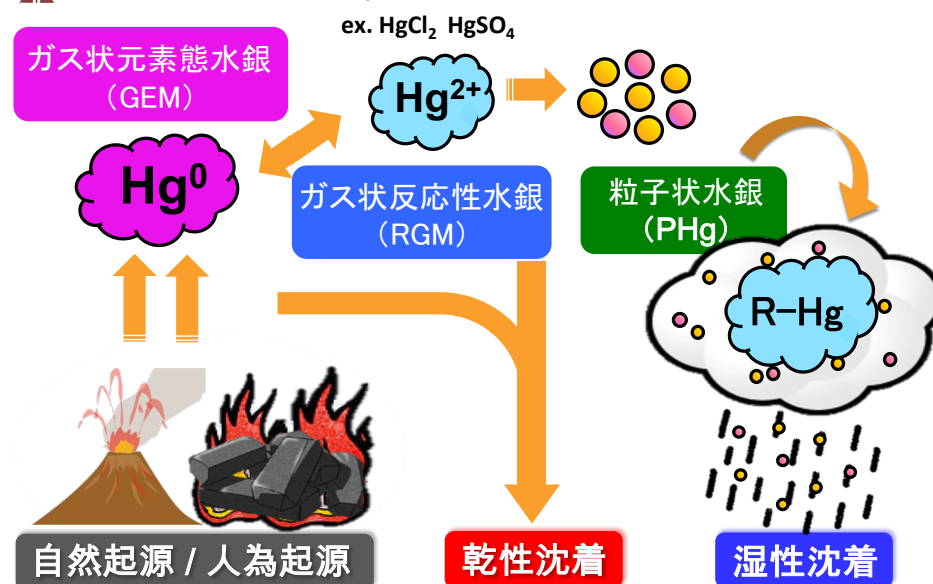 ex. HgCl₂ HgSO₄
ガス状元素態水銀
(GEM)
Hg²⁺
Hg⁰
ガス状反応性水銀
(RGM)
粒子状水銀
(PHg)
R-Hg
自然起源 / 人為起源
乾性沈着
湿性沈着